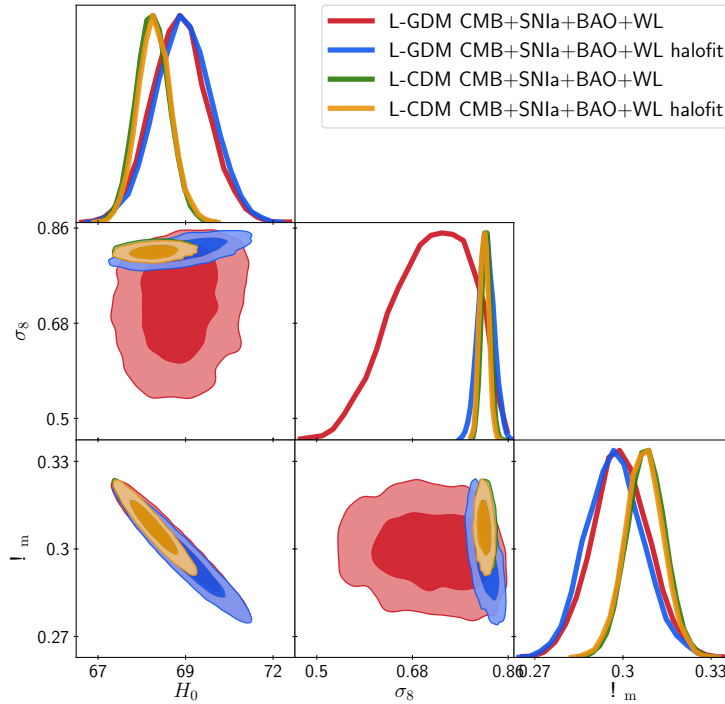 L-GDM CMB+SNIa+BAO+WL
L-GDM CMB+SNIa+BAO+WL halofit
L-CDM CMB+SNIa+BAO+WL
L-CDM CMB+SNIa+BAO+WL halofit
0.86
0.68
0.5
σ₈
0.33
0.3
0.27
! m
67 69 72
0.5 0.68 0.86
0.27 0.3 0.33
H₀
σ₈
! m